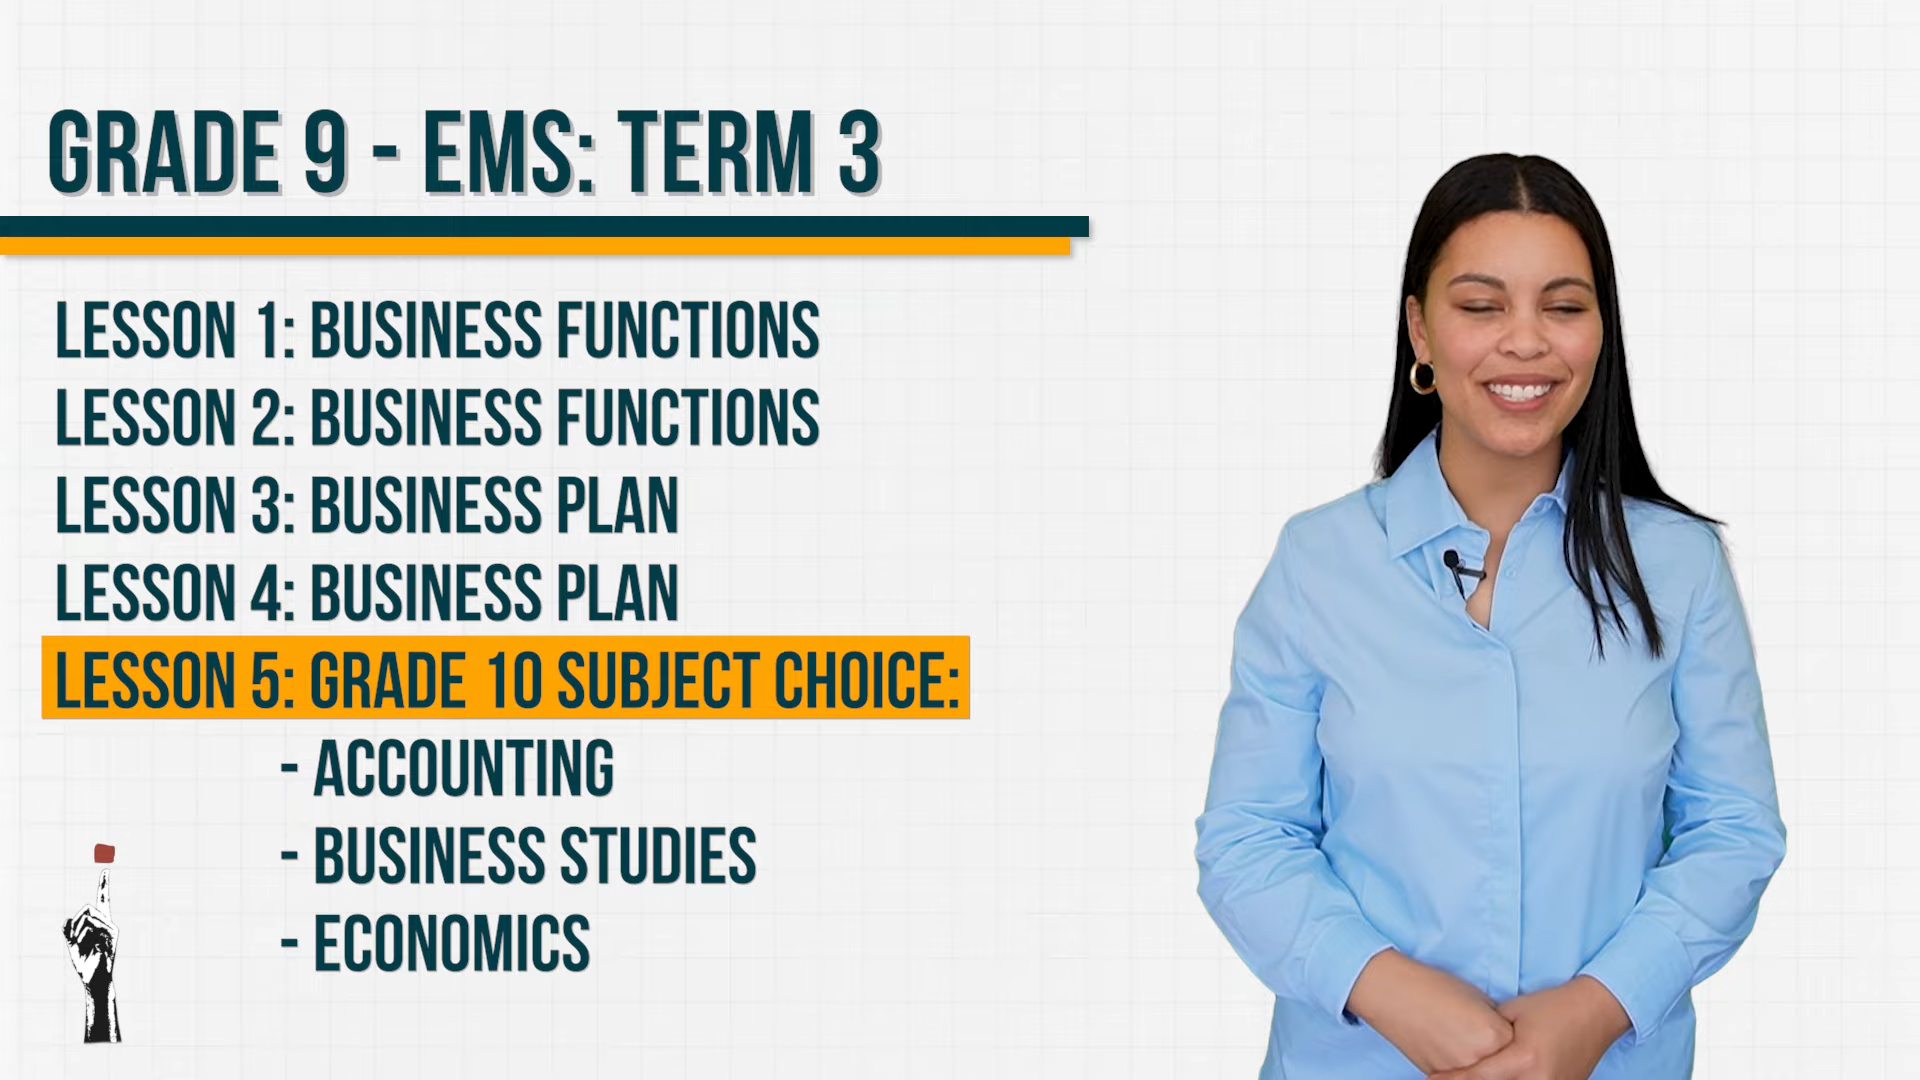 GRADE 9 - EMS: TERM 3
LESSON 1: BUSINESS FUNCTIONS
LESSON 2: BUSINESS FUNCTIONS
LESSON 3: BUSINESS PLAN
LESSON 4: BUSINESS PLAN
LESSON 5: GRADE 10 SUBJECT CHOICE:
- ACCOUNTING
- BUSINESS STUDIES
- ECONOMICS